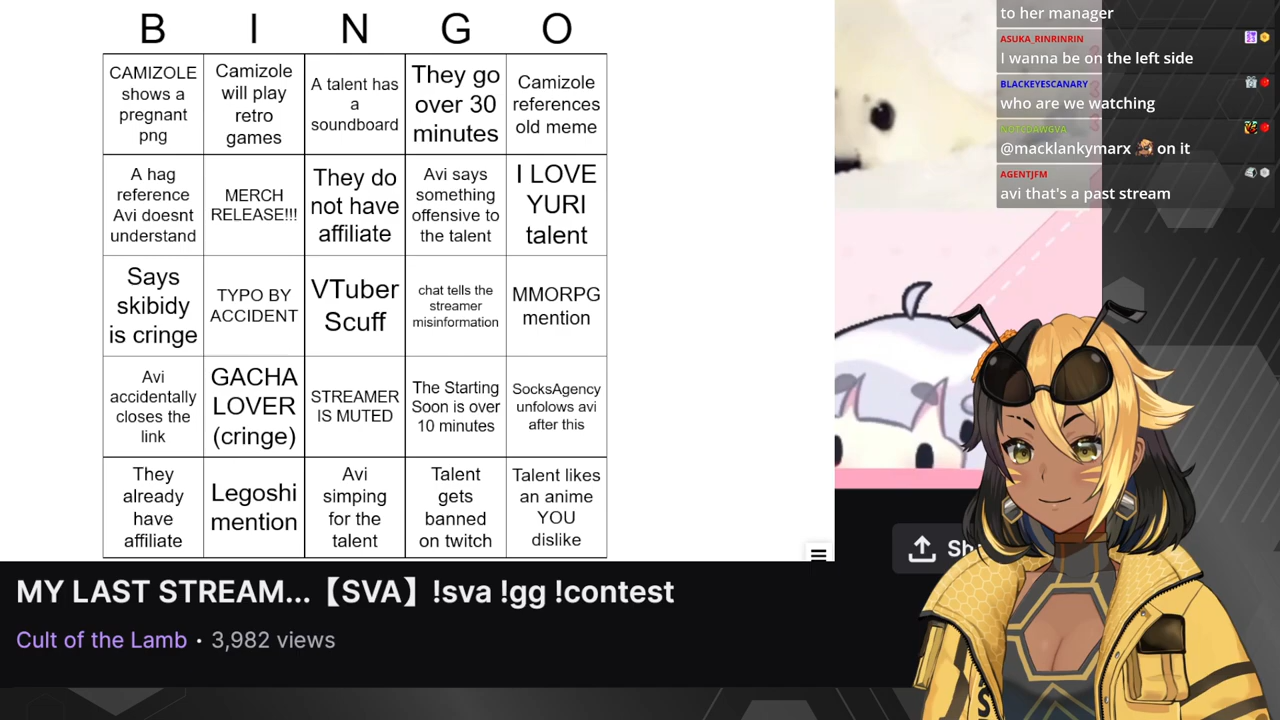 B I N G O
CAMIZOLE
shows a
pregnant
png
Camizole
will play
retro
games
A talent has
a
soundboard
They go
over 30
minutes
Camizole
references
old meme
A hag
reference
Avi doesnt
understand
MERCH
RELEASE!!!
They do
not have
affiliate
Avi says
something
offensive to
the talent
I LOVE
YURI
talent
Says
skibidy
is cringe
TYPO BY
ACCIDENT
VTuber
Scuff
chat tells the
streamer
misinformation
MMORPG
mention
Avi
accidentally
closes the
link
GACHA
LOVER
(cringe)
STREAMER
IS MUTED
The Starting
Soon is over
10 minutes
SocksAgency
unfolows avi
after this
They
already
have
affiliate
Legoshi
mention
Avi
simping
for the
talent
Talent
gets
banned
on twitch
Talent likes
an anime
YOU
dislike
to her manager
ASUKA_RINRINRIN
I wanna be on the left side
BLACKEYESCANARY
who are we watching
@macklankymarx on it
AGENTJFM
avi that's a past stream
MY LAST STREAM...【SVA】!sva !gg !contest
Cult of the Lamb • 3,982 views